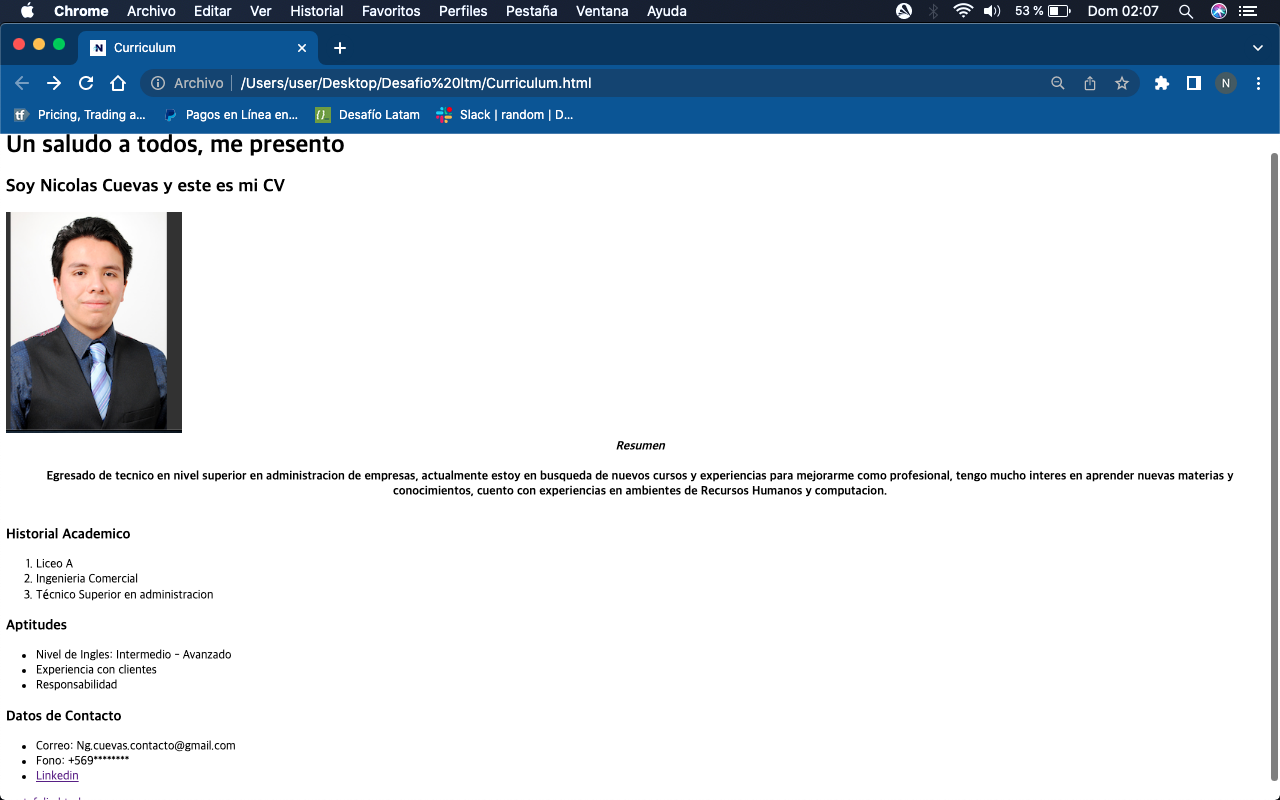 Chrome Archivo Editar Ver Historial Favoritos Perfiles Pestaña Ventana Ayuda 53 % Dom 02:07
N Curriculum
Archivo /Users/user/Desktop/Desafio%20ltm/Curriculum.html N
tf Pricing, Trading a... Pagos en Línea en... Desafío Latam Slack | random | D...
Un saludo a todos, me presento
Soy Nicolas Cuevas y este es mi CV
Resumen
Egresado de tecnico en nivel superior en administracion de empresas, actualmente estoy en busqueda de nuevos cursos y experiencias para mejorarme como profesional, tengo mucho interes en aprender nuevas materias y
conocimientos, cuento con experiencias en ambientes de Recursos Humanos y computacion.
Historial Academico
1. Liceo A
2. Ingenieria Comercial
3. Técnico Superior en administracion
Aptitudes
• Nivel de Ingles: Intermedio - Avanzado
• Experiencia con clientes
• Responsabilidad
Datos de Contacto
• Correo: Ng.cuevas.contacto@gmail.com
• Fono: +569********
• Linkedin